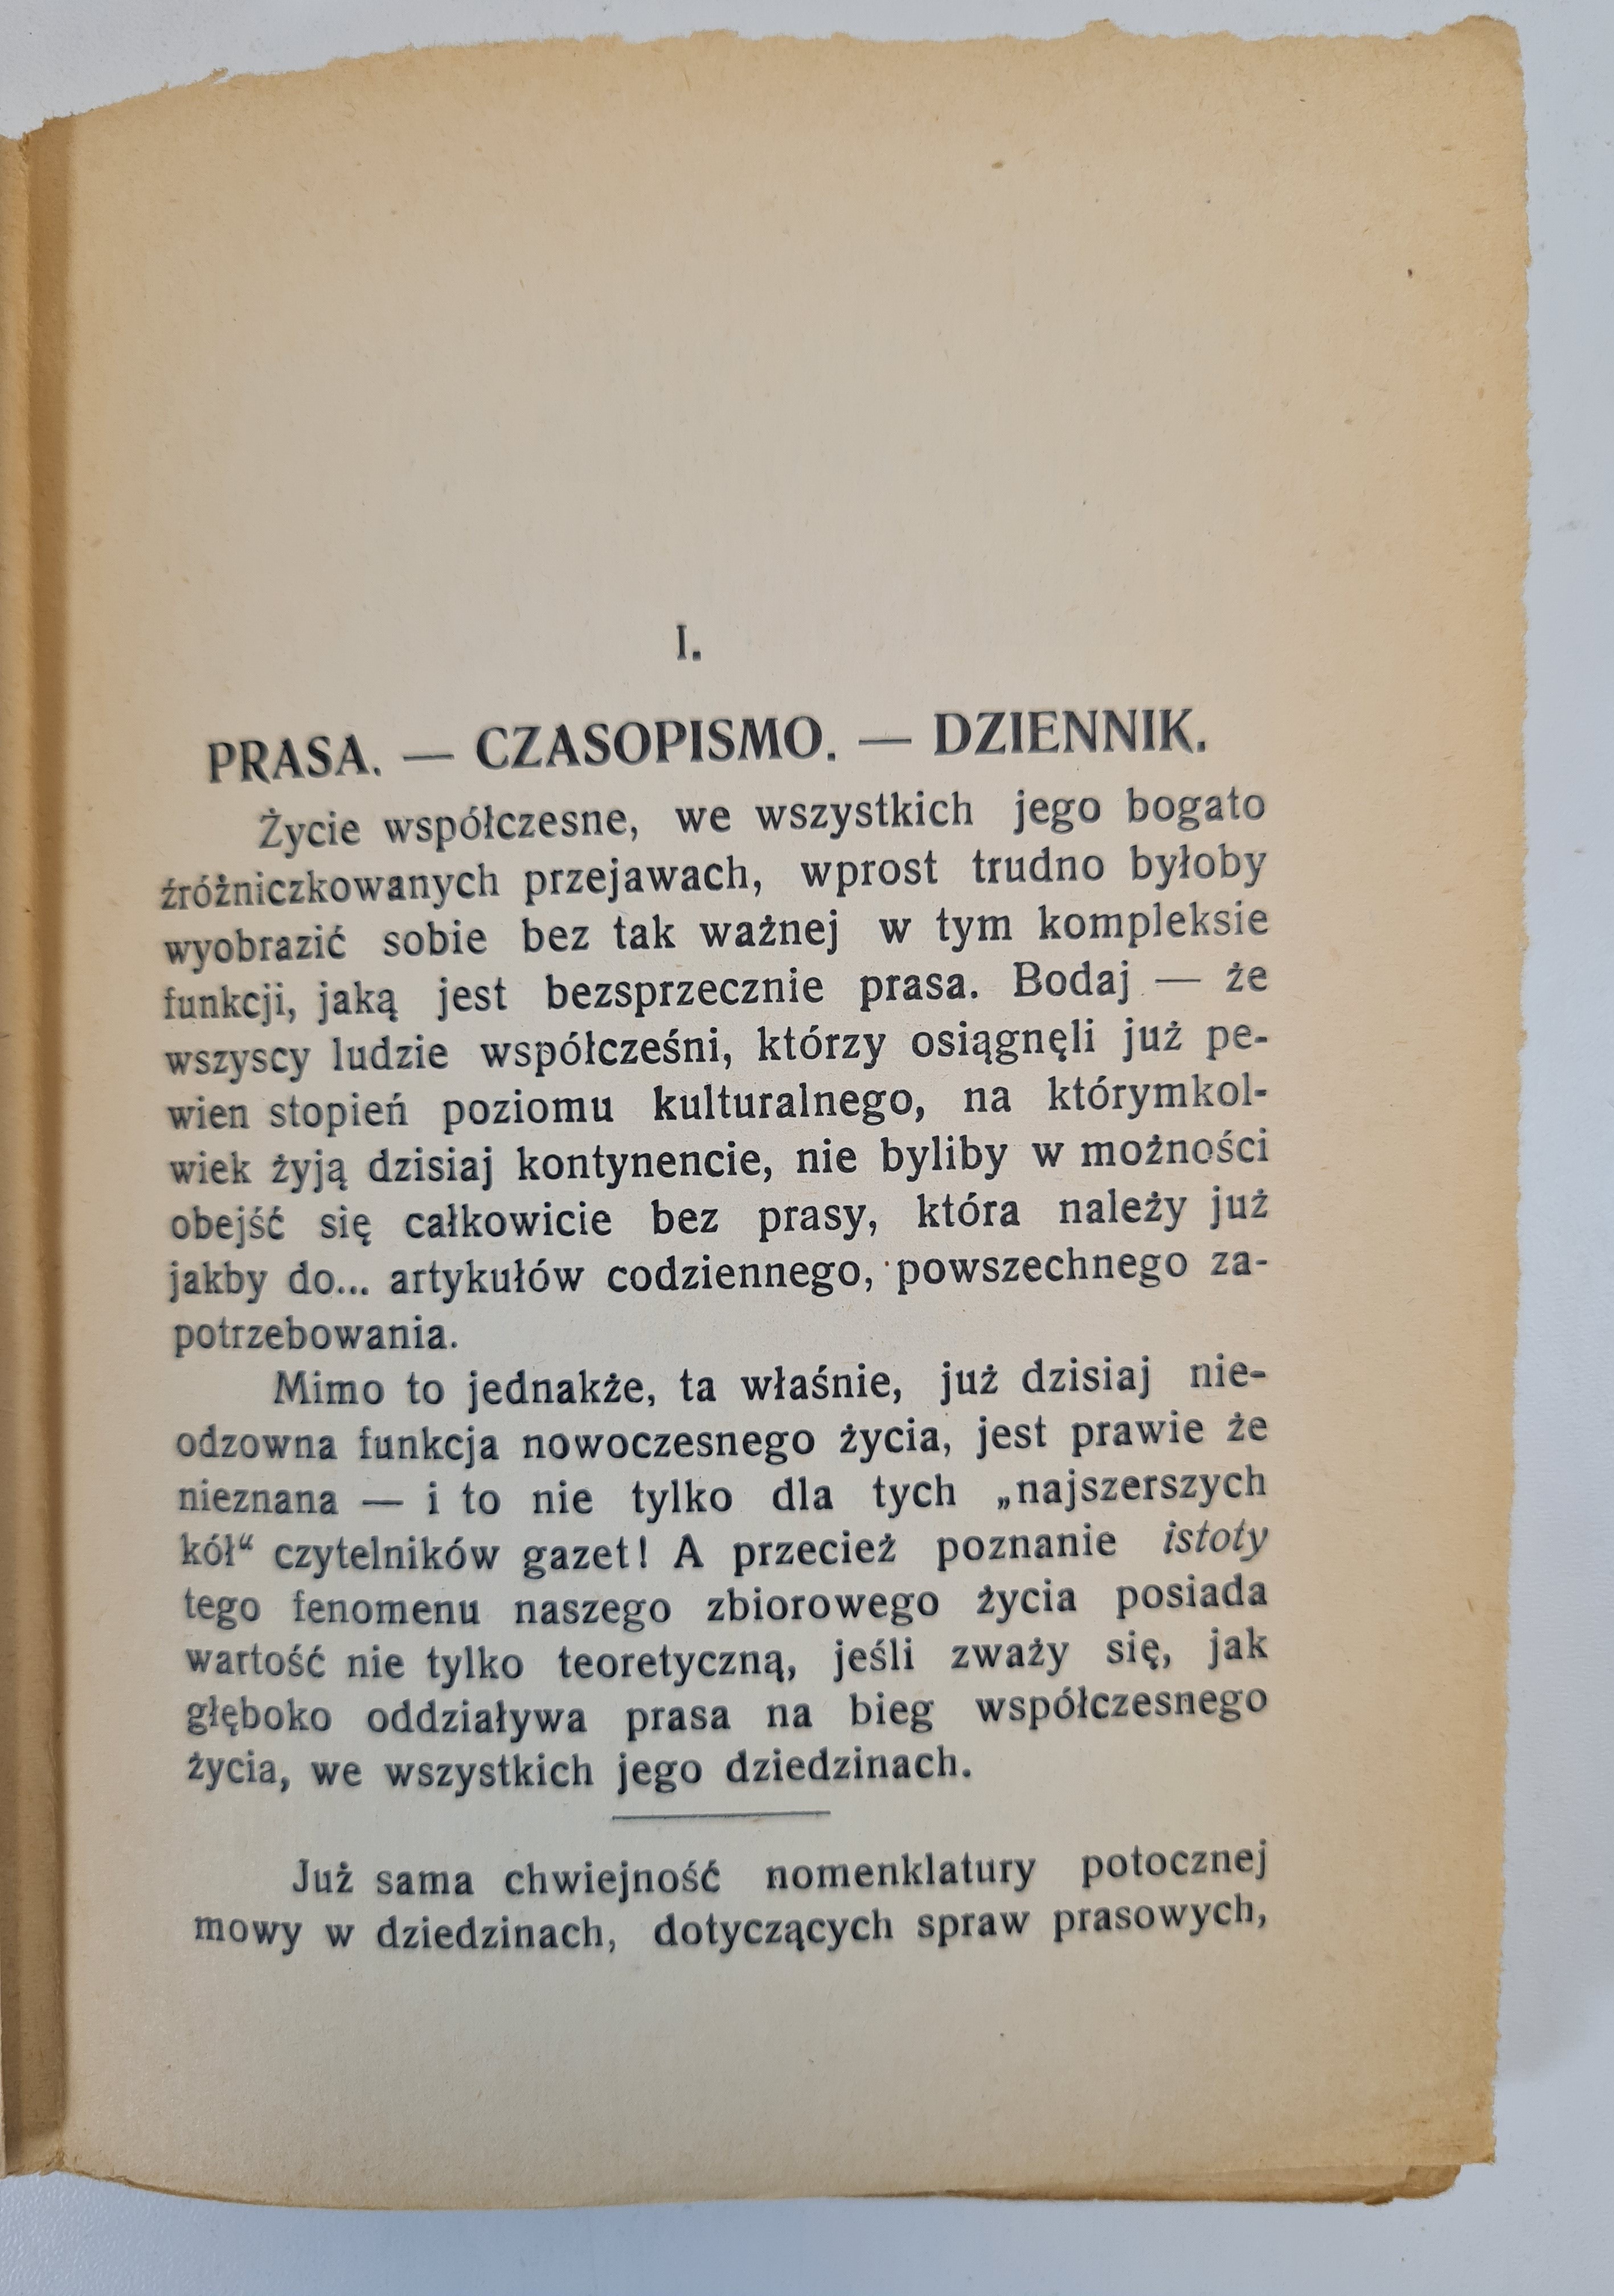 I.
PRASA. — CZASOPISMO. — DZIENNIK.
Życie współczesne, we wszystkich jego bogato
źróżniczkowanych przejawach, wprost trudno byłoby
wyobrazić sobie bez tak ważnej w tym kompleksie
funkcji, jaką jest bezsprzecznie prasa. Bodaj — że
wszyscy ludzie współcześni, którzy osiągnęli już pe-
wien stopień poziomu kulturalnego, na którymkol-
wiek żyją dzisiaj kontynencie, nie byliby w możności
obejść się całkowicie bez prasy, która należy już
jakby do... artykułów codziennego, powszechnego za-
potrzebowania.
Mimo to jednakże, ta właśnie, już dzisiaj nie-
odzowna funkcja nowoczesnego życia, jest prawie że
nieznana — i to nie tylko dla tych „najszerszych
kół“ czytelników gazet! A przecież poznanie istoty
tego fenomenu naszego zbiorowego życia posiada
wartość nie tylko teoretyczną, jeśli zważy się, jak
głęboko oddziaływa prasa na bieg współczesnego
życia, we wszystkich jego dziedzinach.
Już sama chwiejność nomenklatury potocznej
mowy w dziedzinach, dotyczących spraw prasowych,